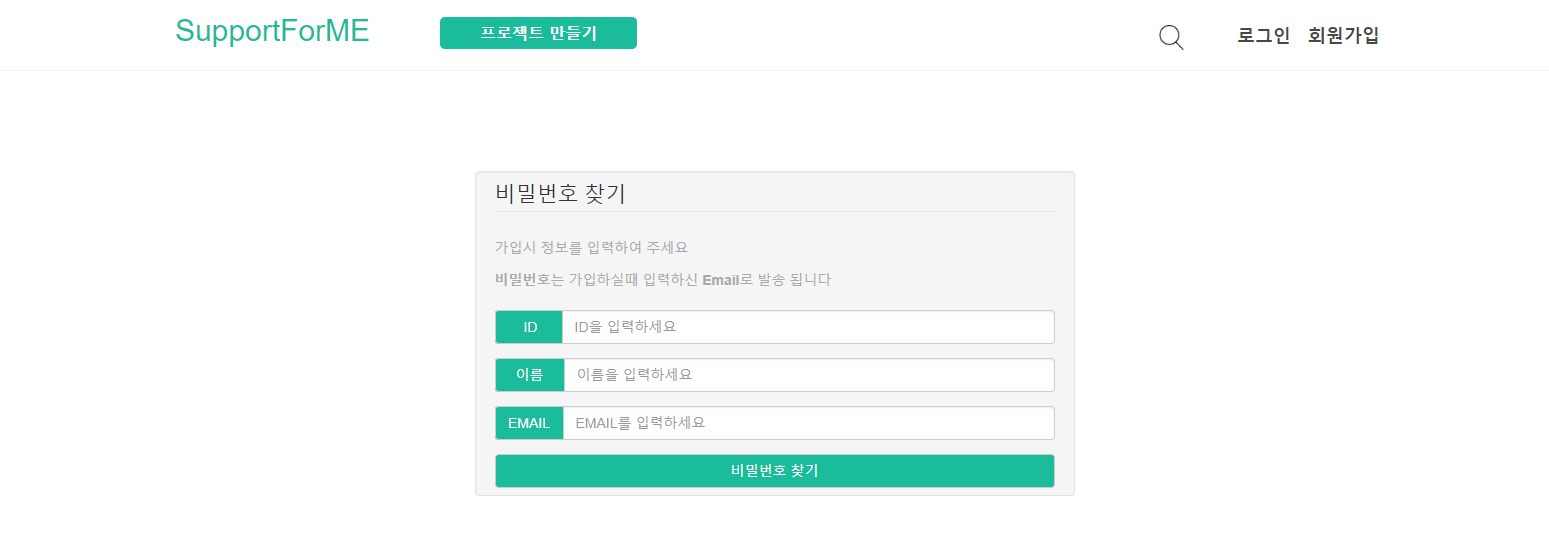 SupportForME 프로젝트 만들기 로그인 회원가입
비밀번호 찾기
가입시 정보를 입력하여 주세요
비밀번호는 가입하실때 입력하신 Email로 발송 됩니다
ID ID을 입력하세요
이름 이름을 입력하세요
EMAIL EMAIL를 입력하세요
비밀번호 찾기